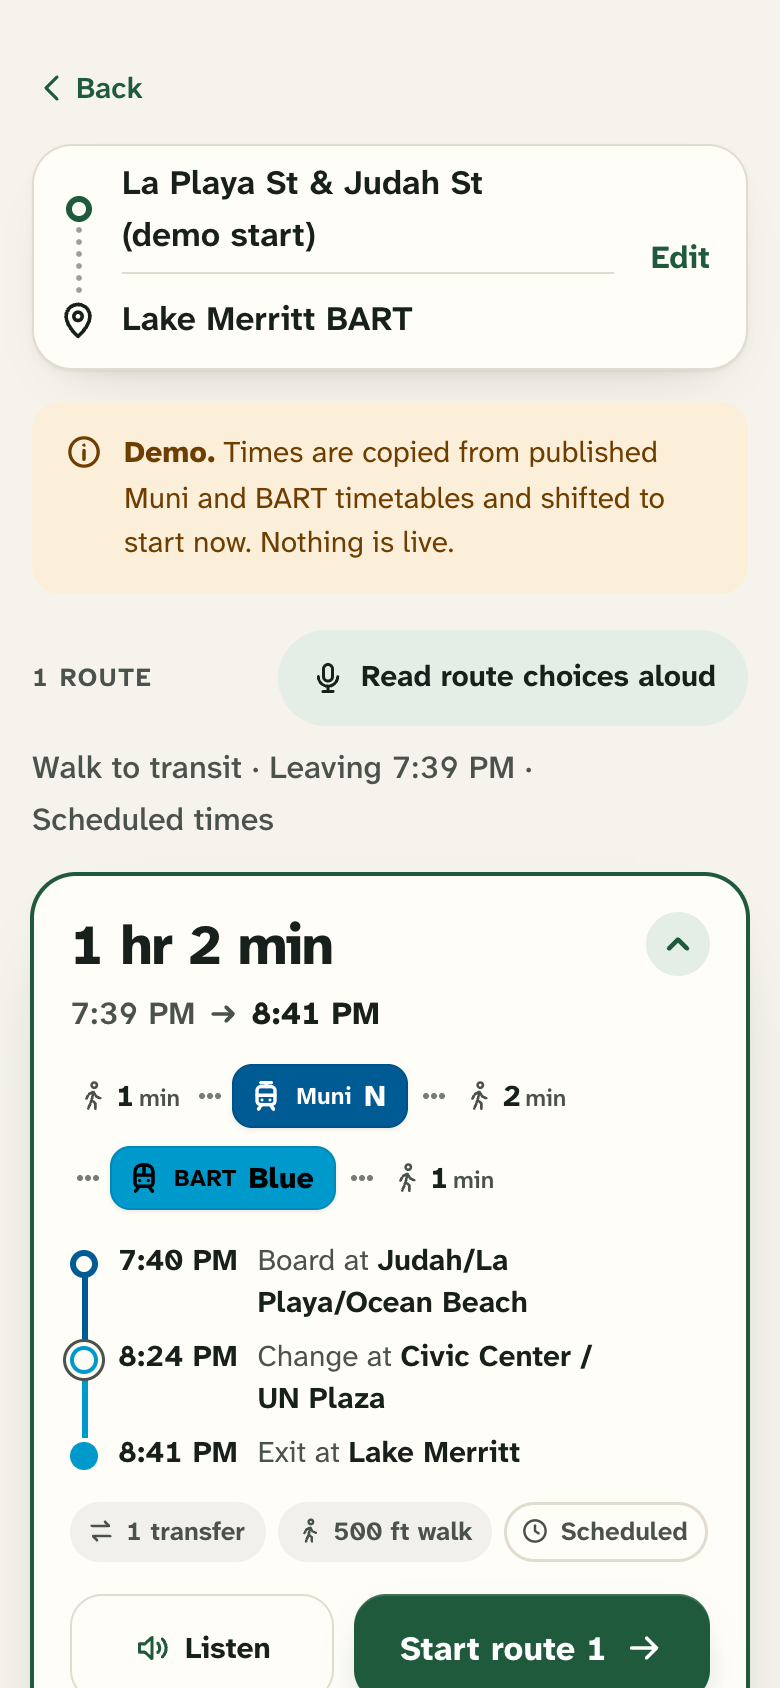 Back
La Playa St & Judah St
(demo start)
Edit
Lake Merritt BART
Demo. Times are copied from published
Muni and BART timetables and shifted to
start now. Nothing is live.
1 ROUTE
Read route choices aloud
Walk to transit · Leaving 7:39 PM ·
Scheduled times
1 hr 2 min
7:39 PM → 8:41 PM
1 min ••• Muni N ••• 2 min
••• BART Blue ••• 1 min
7:40 PM Board at Judah/La
Playa/Ocean Beach
8:24 PM Change at Civic Center /
UN Plaza
8:41 PM Exit at Lake Merritt
1 transfer 500 ft walk Scheduled
Listen Start route 1 →